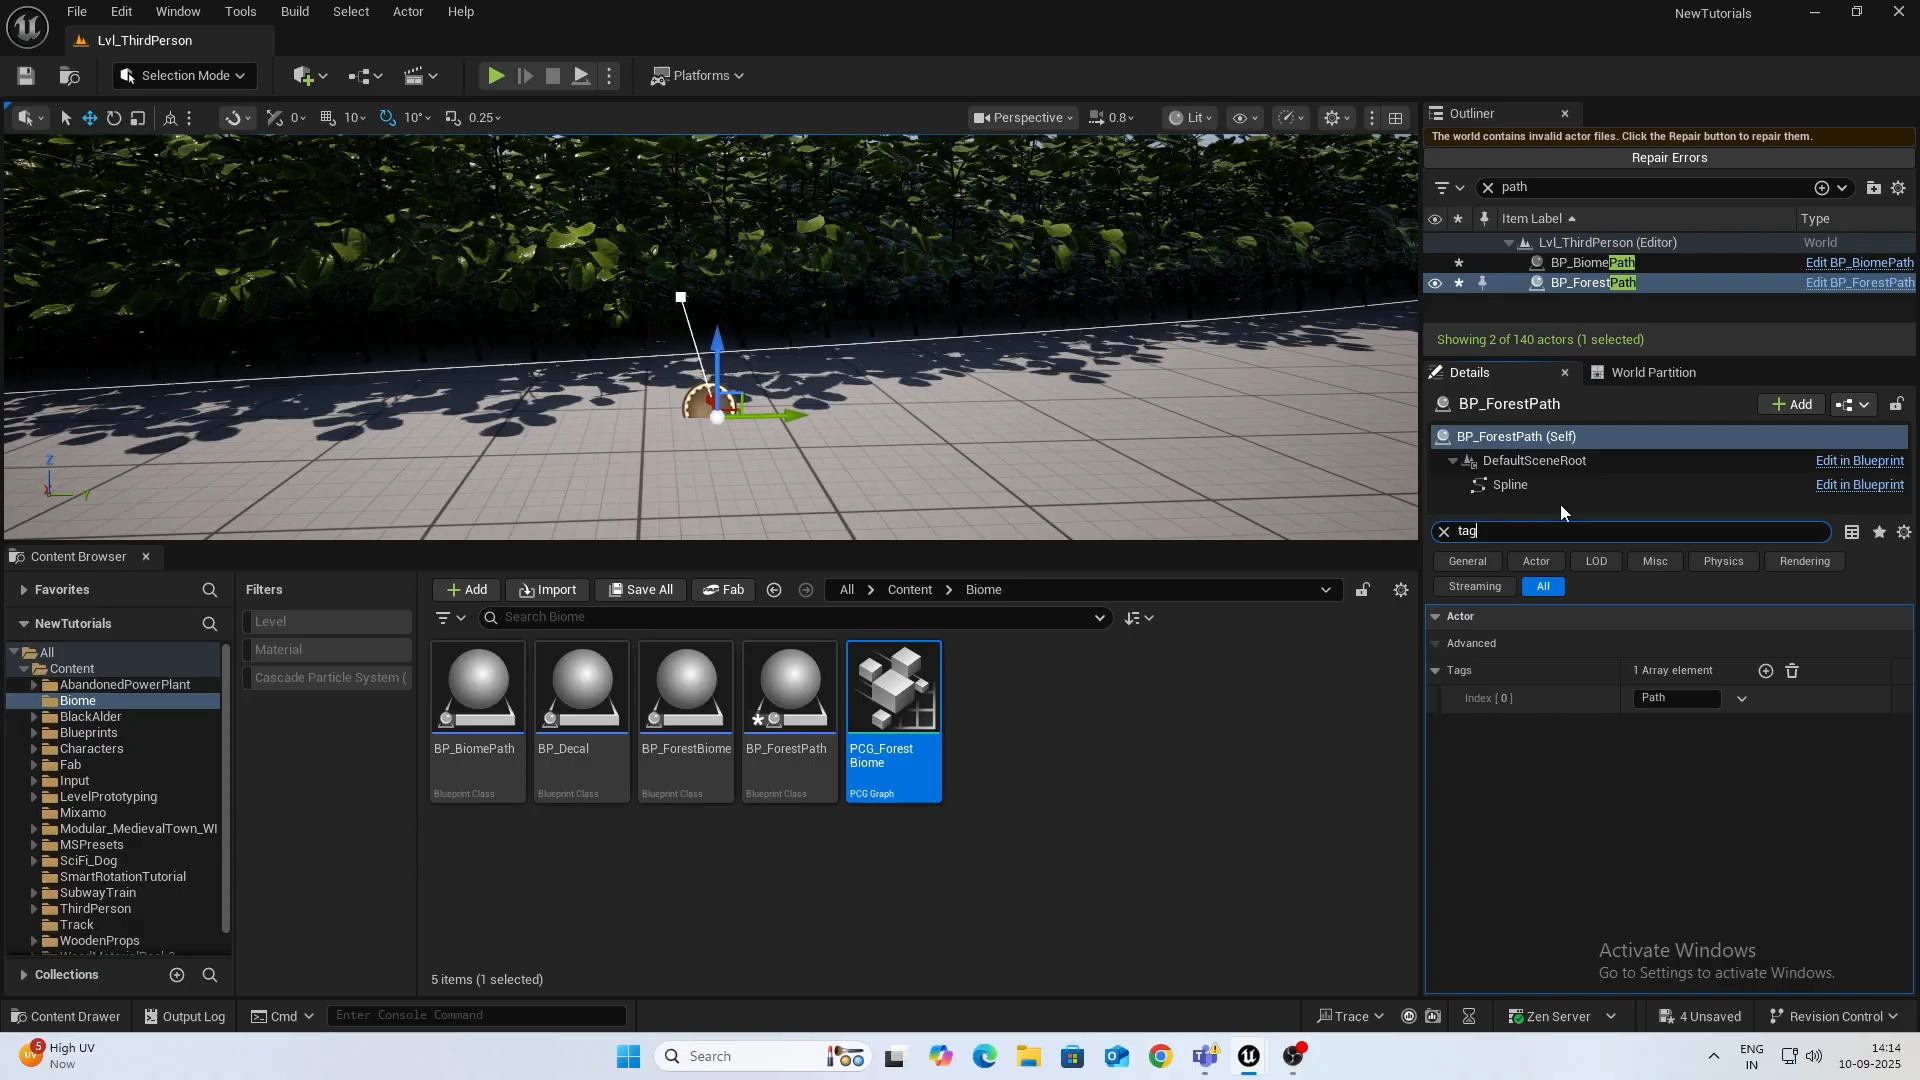 File Edit Window Tools Build Select Actor Help
NewTutorials
Lvl_ThirdPerson
Selection Mode
Platforms
0 10 10° 0.25
Perspective 0.8 Lit
Outliner
The world contains invalid actor files. Click the Repair button to repair them.
Repair Errors
path
Item Label Type
Lvl_ThirdPerson (Editor) World
BP_BiomePath Edit BP_BiomePath
BP_ForestPath Edit BP_ForestPath
Showing 2 of 140 actors (1 selected)
Details World Partition
BP_ForestPath Add
BP_ForestPath (Self)
DefaultSceneRoot Edit in Blueprint
Spline Edit in Blueprint
tag
General Actor LOD Misc Physics Rendering
Streaming All
Actor
Advanced
Tags 1 Array element
Index [ 0 ] Path
Z
Y
Content Browser
Favorites
NewTutorials
All
Content
AbandonedPowerPlant
Biome
BlackAlder
Blueprints
Characters
Fab
Input
LevelPrototyping
Mixamo
Modular_MedievalTown_WI
MSPresets
SciFi_Dog
SmartRotationTutorial
SubwayTrain
ThirdPerson
Track
WoodenProps
Collections
Filters
Level
Material
Cascade Particle System (
Add Import Save All Fab All Content Biome
Search Biome
BP_BiomePath
Blueprint Class
BP_Decal
Blueprint Class
BP_ForestBiome
Blueprint Class
BP_ForestPath
Blueprint Class
PCG_Forest
Biome
PCG Graph
5 items (1 selected)
Activate Windows
Go to Settings to activate Windows.
Content Drawer Output Log Cmd Enter Console Command Trace Zen Server 4 Unsaved Revision Control
5
UV
High UV
Now
Search
ENG
IN
14:14
10-09-2025